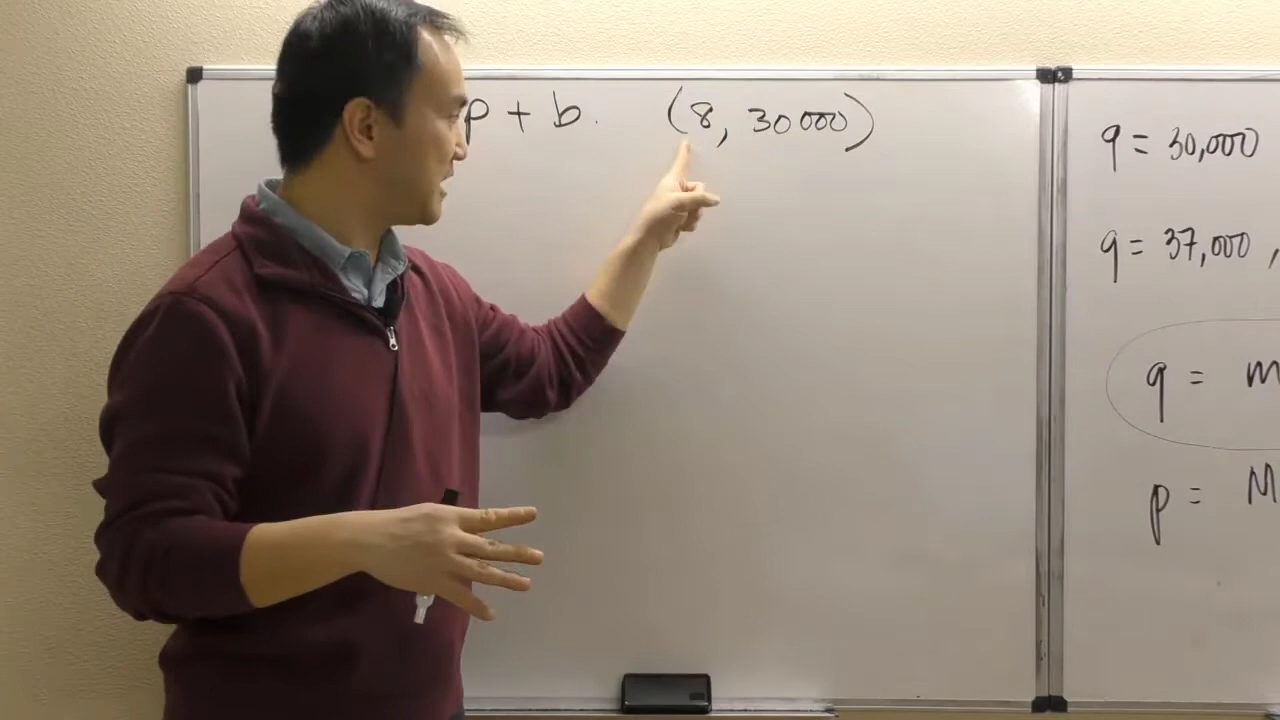 p + b. (8, 30000)
q = 30,000
q = 37,000 ,
q = m
p = M